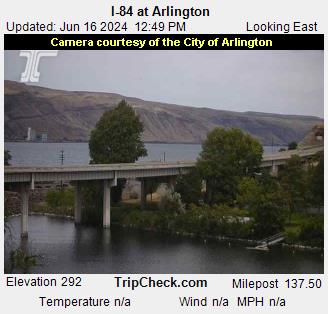 I-84 at Arlington
Updated: Jun 16 2024 12:49 PM Looking East
Camera courtesy of the City of Arlington
Elevation 292 TripCheck.com Milepost 137.50
Temperature n/a Wind n/a MPH n/a